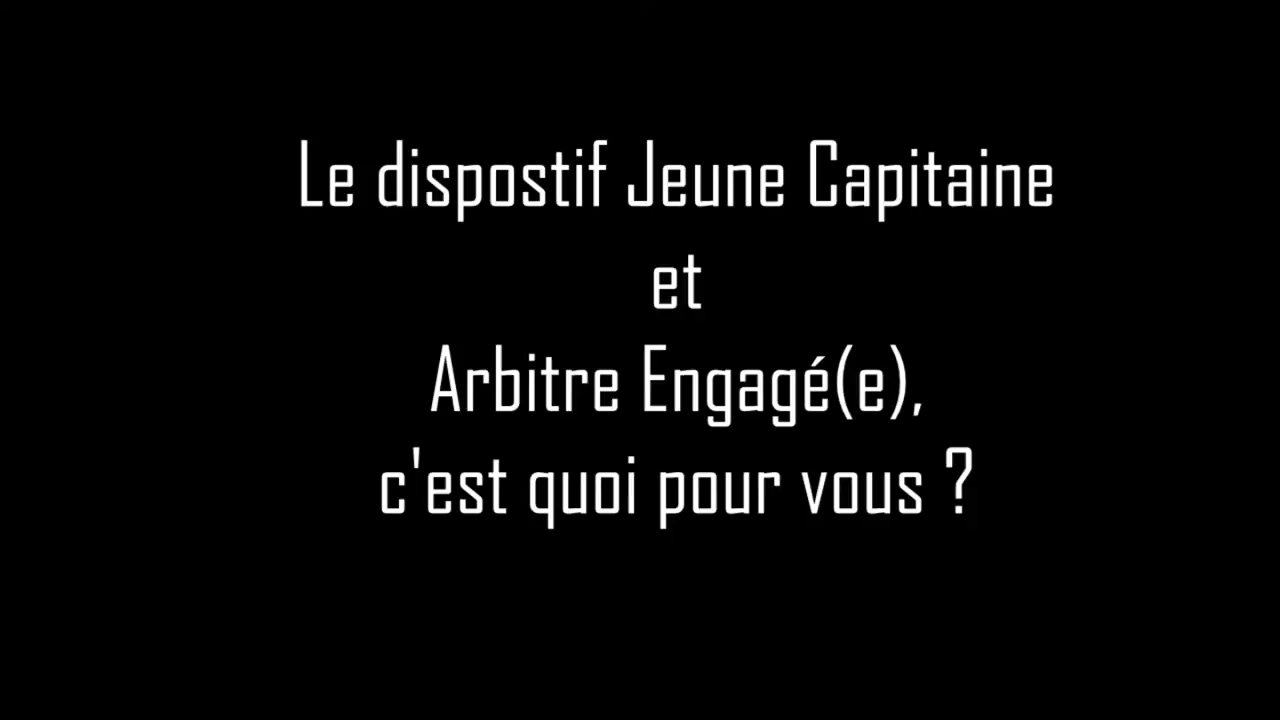 Le dispostif Jeune Capitaine
et
Arbitre Engagé(e),
c'est quoi pour vous ?